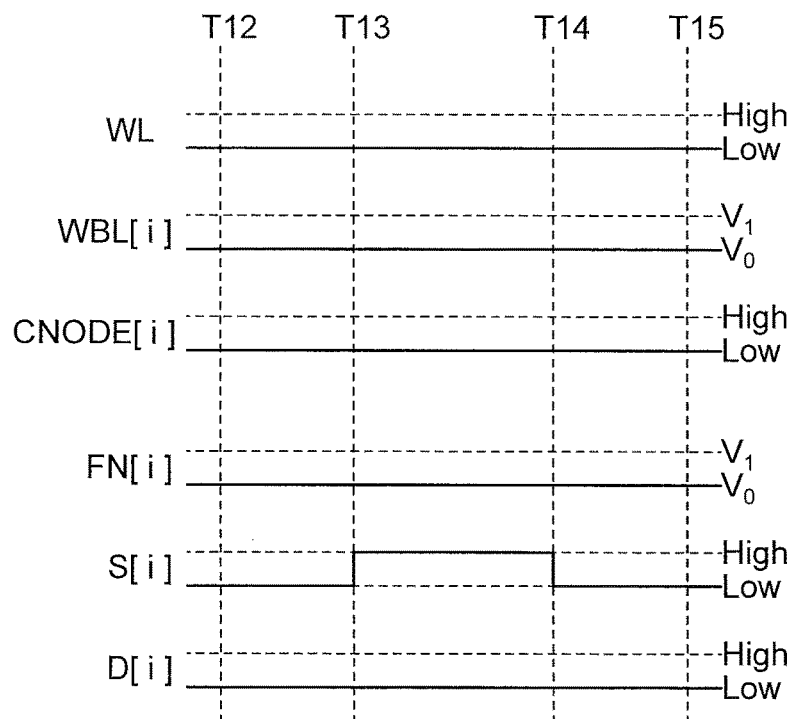 T12 T13 T14 T15
WL High
Low
WBL[ i ] V₁
V₀
CNODE[ i ] High
Low
FN[ i ] V₁
V₀
S[ i ] High
Low
D[ i ] High
Low